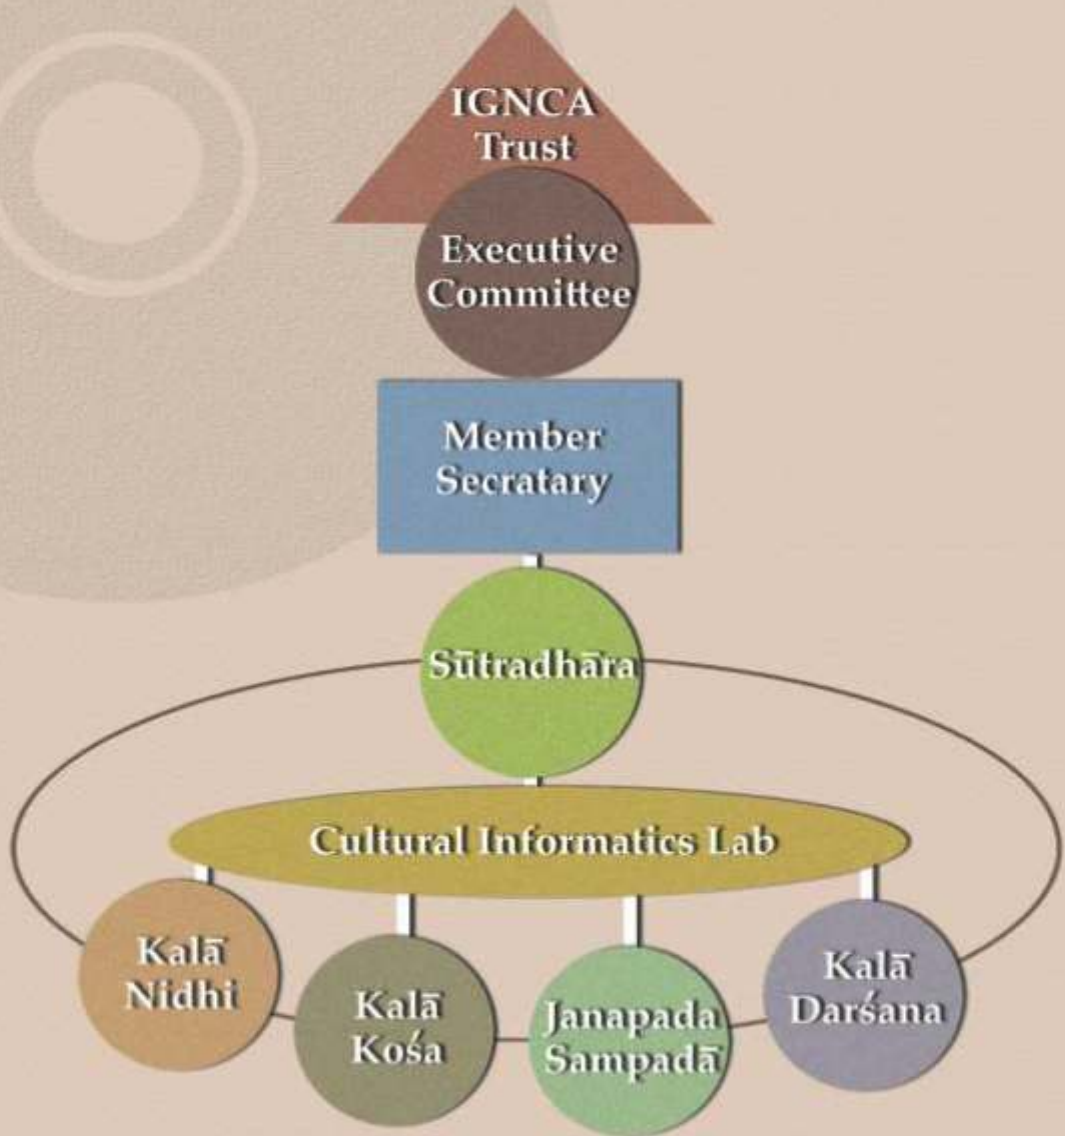 IGNCA
Trust
Executive
Committee
Member
Secratary
Sūtradhāra
Cultural Informatics Lab
Kalā
Nidhi
Kalā
Kośa
Janapada
Sampadā
Kalā
Darśana